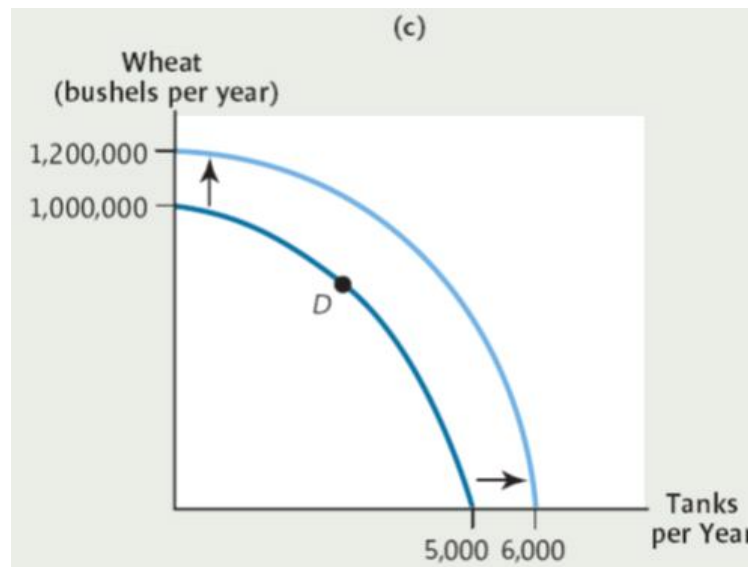 (c)
Wheat
(bushels per year)
1,200,000
1,000,000
D
5,000 6,000
Tanks
per Year